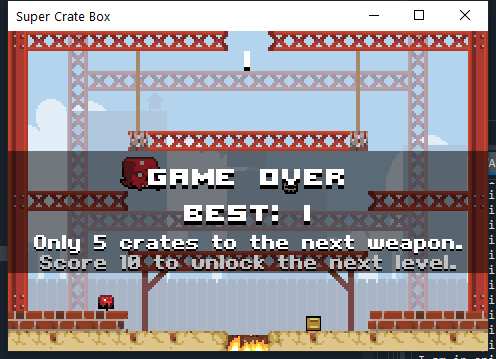 Super Crate Box
1
GAME OVER
BEST: 1
Only 5 crates to the next weapon.
Score 10 to unlock the next level.